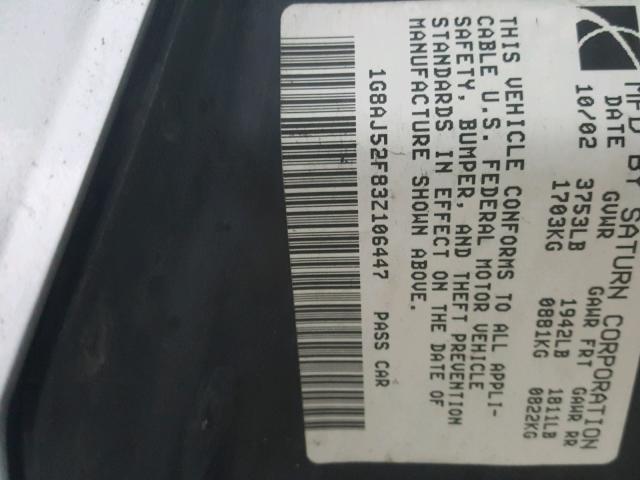 MFD BY SSATURN CORPORATION
DATE GVWR GAWR FRT GAWR RR
10/02 3753LB 1942LB 1811LB
1703KG 0881KG 0822KG
THIS VEHICLE CONFORMS TO ALL APPLI-
CABLE U.S. FEDERAL MOTOR VEHICLE
SAFETY, BUMPER, AND THEFT PREVENTION
STANDARDS IN EFFECT ON THE DATE OF
MANUFACTURE SHOWN ABOVE.
1G8AJ52F83Z106447 PASS CAR